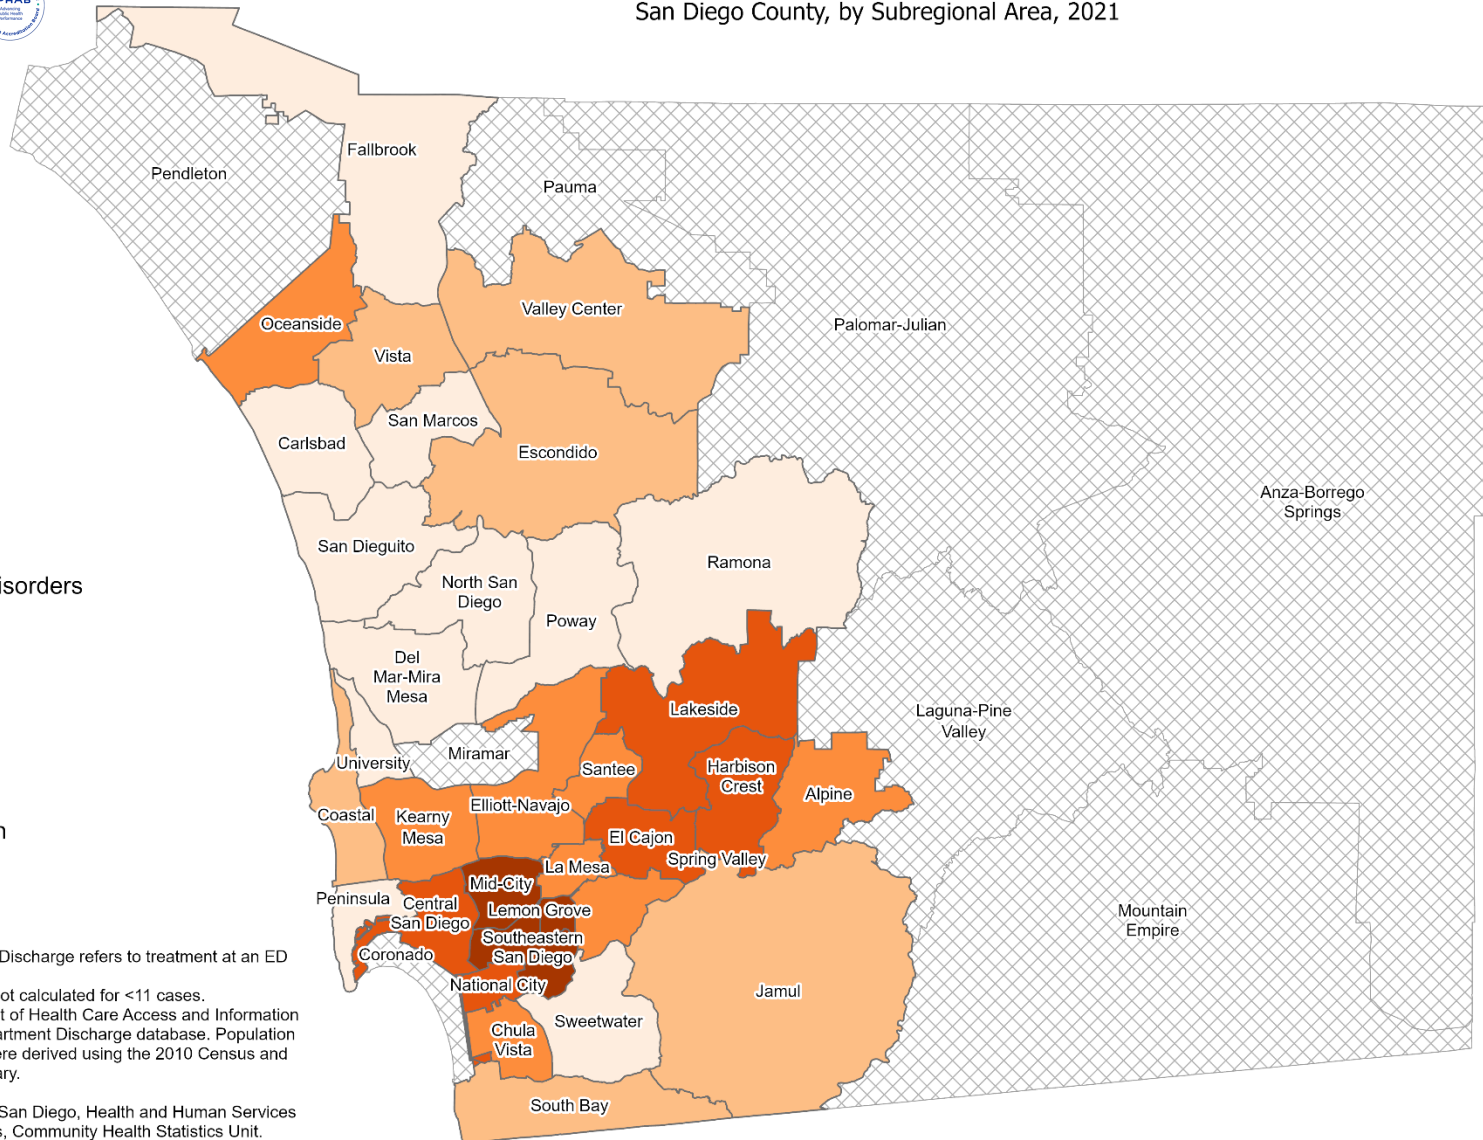 Advancing
public health
performance
San Diego County, by Subregional Area, 2021
Pendleton
Fallbrook
Pauma
Oceanside
Vista
Valley Center
Palomar-Julian
San Marcos
Carlsbad
Escondido
Anza-Borrego
Springs
San Dieguito
North San
Diego
Poway
Ramona
isorders
Del
Mar-Mira
Mesa
Lakeside
Laguna-Pine
Valley
University
Miramar
Santee
Harbison
Crest
Alpine
Coastal
Kearny
Mesa
Elliott-Navajo
El Cajon
Spring Valley
n
La Mesa
Mid-City
Peninsula
Central
San Diego
Lemon Grove
Southeastern
San Diego
Mountain
Empire
Coronado
National City
Jamul
Sweetwater
Chula
Vista
South Bay
Discharge refers to treatment at an ED
ot calculated for <11 cases.
t of Health Care Access and Information
artment Discharge database. Population
ere derived using the 2010 Census and
ary.
San Diego, Health and Human Services
s, Community Health Statistics Unit.